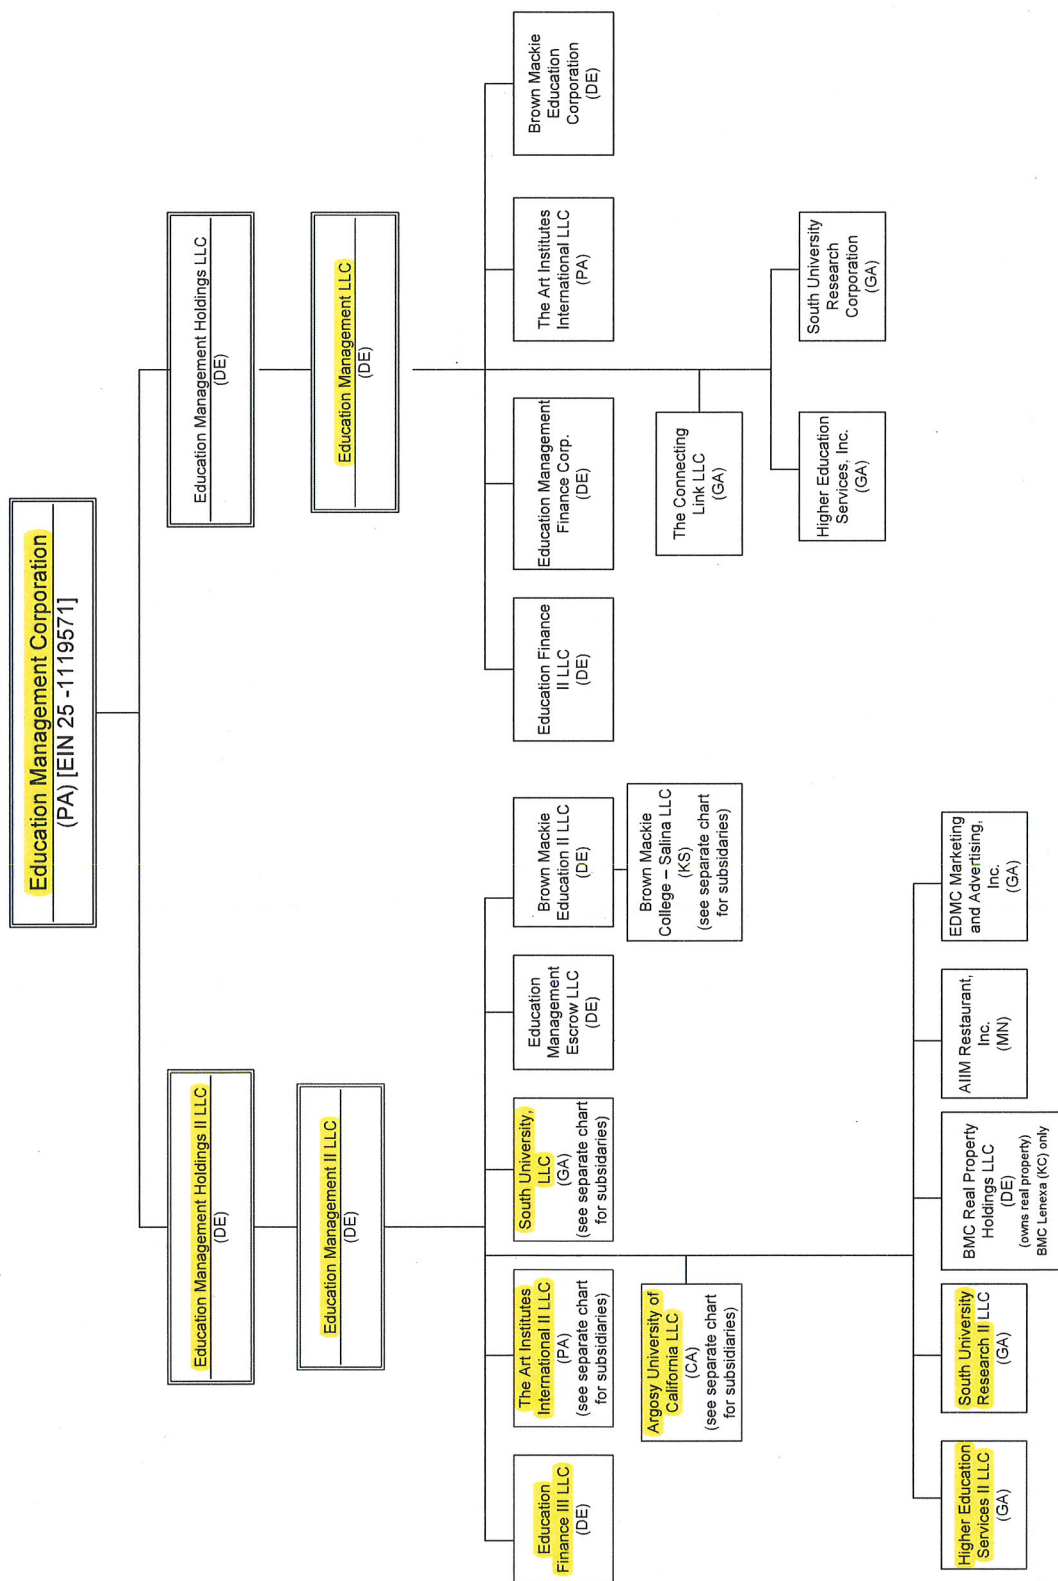 Education Management Corporation
(PA) [EIN 25 -1119571]
Education Management Holdings II LLC
(DE)
Education Management Holdings LLC
(DE)
Education Management II LLC
(DE)
Education Management LLC
(DE)
Education
Finance III LLC
(DE)
The Art Institutes
International II LLC
(PA)
(see separate chart
for subsidiaries)
South University,
LLC
(GA)
(see separate chart
for subsidaries)
Education
Management
Escrow LLC
(DE)
Brown Mackie
Education II LLC
(DE)
Education Finance
II LLC
(DE)
Education Management
Finance Corp.
(DE)
The Art Institutes
International LLC
(PA)
Brown Mackie
Education
Corporation
(DE)
Argosy University of
California LLC
(CA)
(see separate chart
for subsidiaries)
Brown Mackie
College – Salina LLC
(KS)
(see separate chart
for subsidaries)
The Connecting
Link LLC
(GA)
Higher Education
Services, Inc.
(GA)
South University
Research
Corporation
(GA)
Higher Education
Services II LLC
(GA)
South University
Research II LLC
(GA)
BMC Real Property
Holdings LLC
(DE)
(owns real property)
BMC Lenexa (KC) only
AIIM Restaurant,
Inc.
(MN)
EDMC Marketing
and Advertising,
Inc.
(GA)